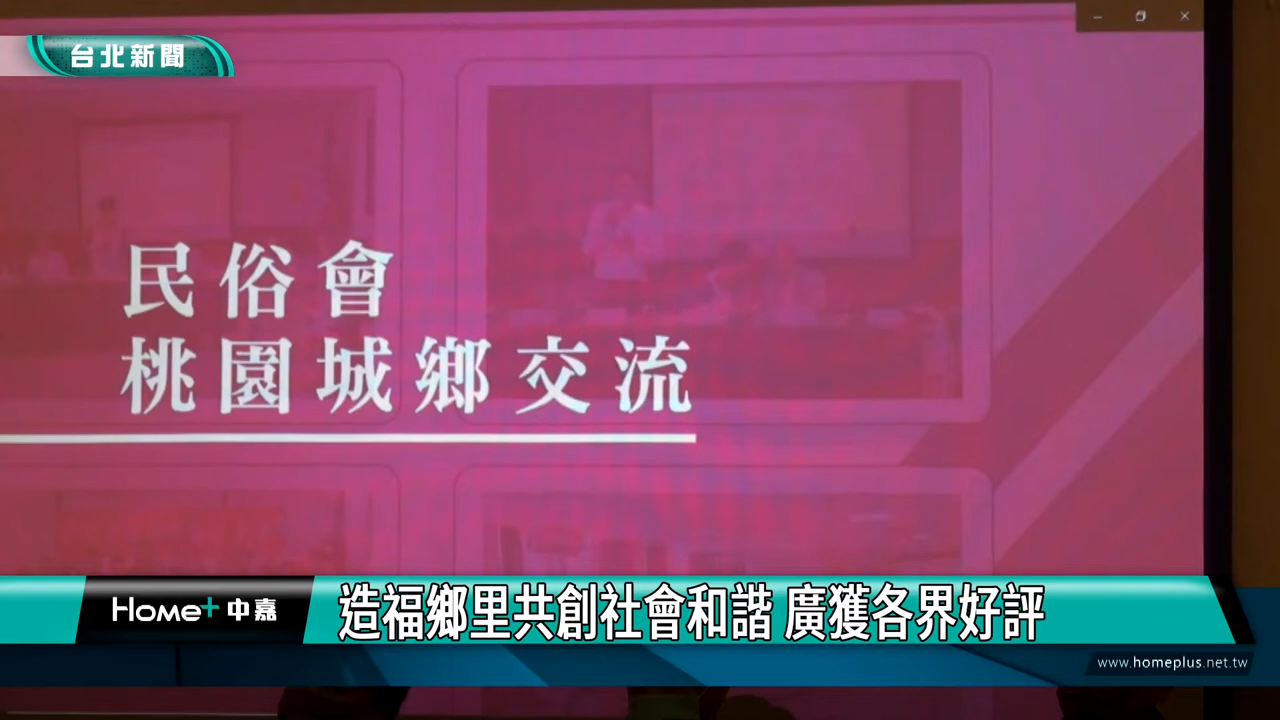 台北新聞
民俗會
桃園城鄉交流
Home+ 中嘉
造福鄉里共創社會和諧 廣獲各界好評
www.homeplus.net.tw